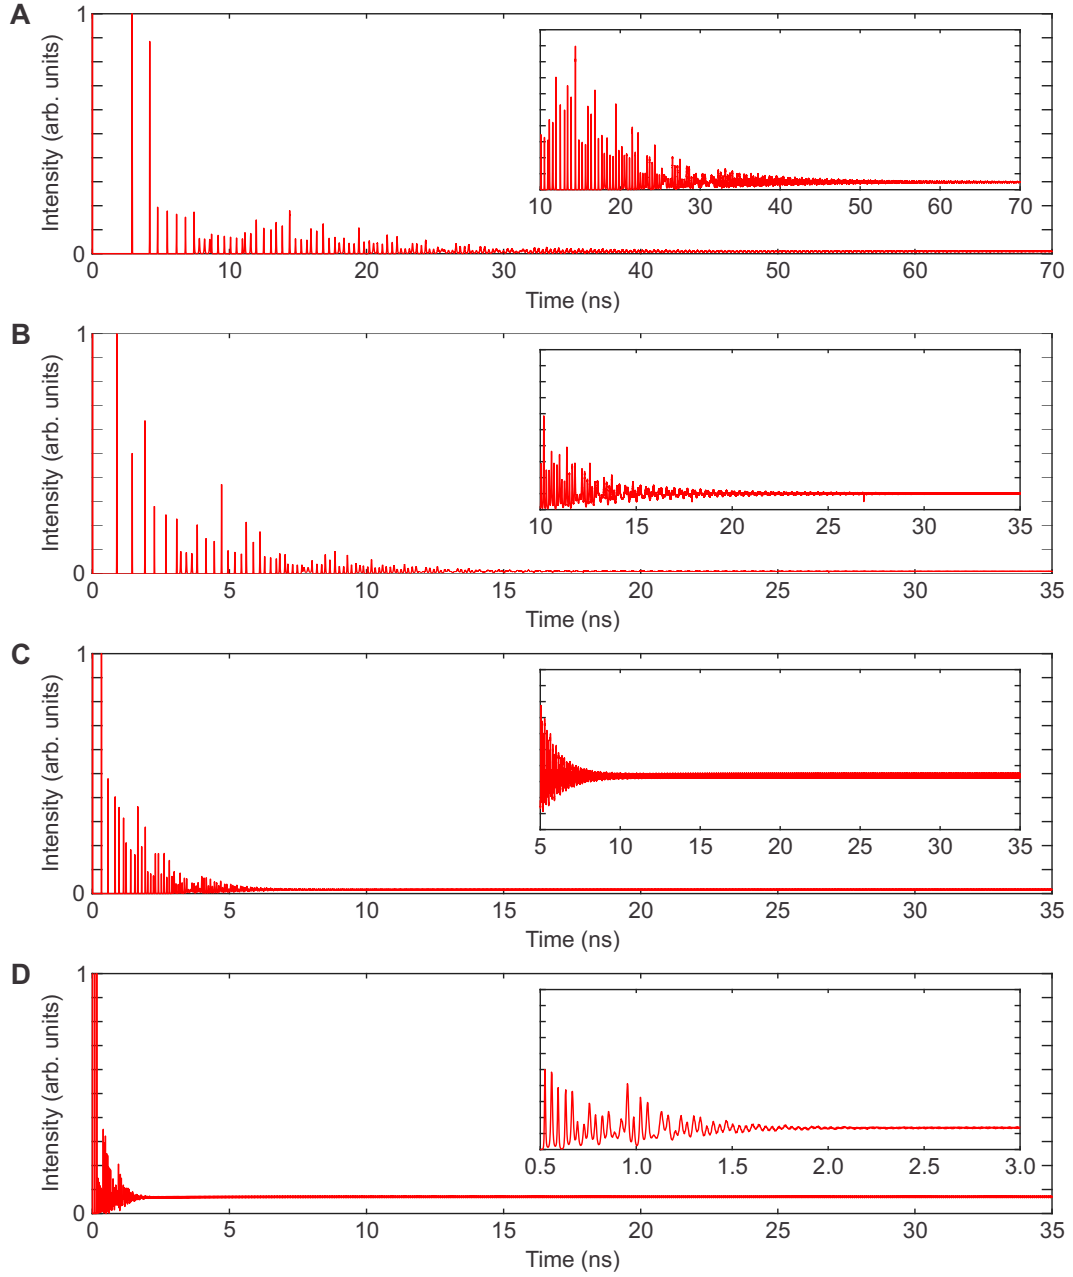 A
Intensity (arb. units)
1
0
0 10 20 30 40 50 60 70
Time (ns)
10 20 30 40 50 60 70
B
Intensity (arb. units)
1
0
0 5 10 15 20 25 30 35
Time (ns)
10 15 20 25 30 35
C
Intensity (arb. units)
1
0
0 5 10 15 20 25 30 35
Time (ns)
5 10 15 20 25 30 35
D
Intensity (arb. units)
1
0
0 5 10 15 20 25 30 35
Time (ns)
0.5 1.0 1.5 2.0 2.5 3.0